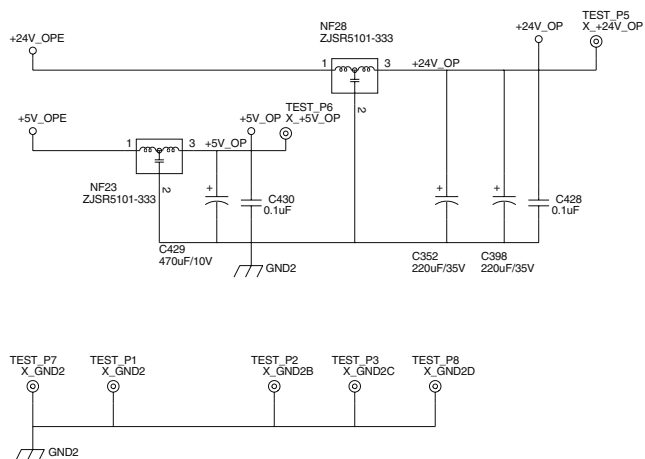 NF28
ZJSR5101-333
TEST_P5
X_+24V_OP
+24V_OPE
+24V_OP
1
3
+24V_OP
2
TEST_P6
X_+5V_OP
+5V_OPE
+5V_OP
1
3
+5V_OP
2
NF23
ZJSR5101-333
+
C430
0.1uF
+
+
C428
0.1uF
C429
470uF/10V
GND2
C352
220uF/35V
C398
220uF/35V
TEST_P7
X_GND2
TEST_P1
X_GND2
TEST_P2
X_GND2B
TEST_P3
X_GND2C
TEST_P8
X_GND2D
GND2